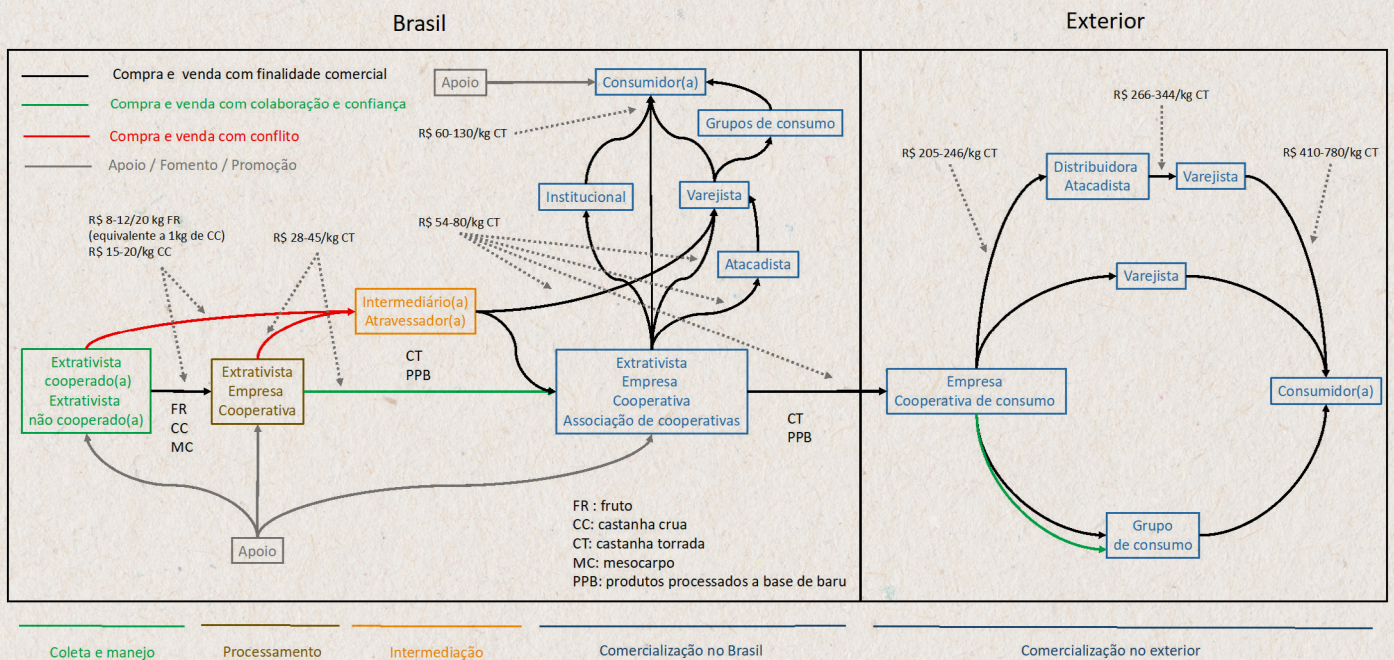 Brasil
Exterior
Compra e venda com finalidade comercial
Compra e venda com colaboração e confiança
Compra e venda com conflito
Apoio / Fomento / Promoção
Apoio
Consumidor(a)
R$ 60-130/kg CT
Grupos de consumo
Institucional
Varejista
R$ 54-80/kg CT
Atacadista
R$ 8-12/20 kg FR
(equivalente a 1kg de CC)
R$ 15-20/kg CC
R$ 28-45/kg CT
Intermediário(a)
Atravessador(a)
Extrativista
cooperado(a)
Extrativista
não cooperado(a)
FR
CC
MC
Extrativista
Empresa
Cooperativa
CT
PPB
Extrativista
Empresa
Cooperativa
Associação de cooperativas
CT
PPB
Apoio
FR : fruto
CC: castanha crua
CT: castanha torrada
MC: mesocarpo
PPB: produtos processados a base de baru
R$ 266-344/kg CT
R$ 205-246/kg CT
R$ 410-780/kg CT
Distribuidora
Atacadista
Varejista
Varejista
Empresa
Cooperativa de consumo
Consumidor(a)
Grupo
de consumo
Coleta e manejo
Processamento
Intermediação
Comercialização no Brasil
Comercialização no exterior